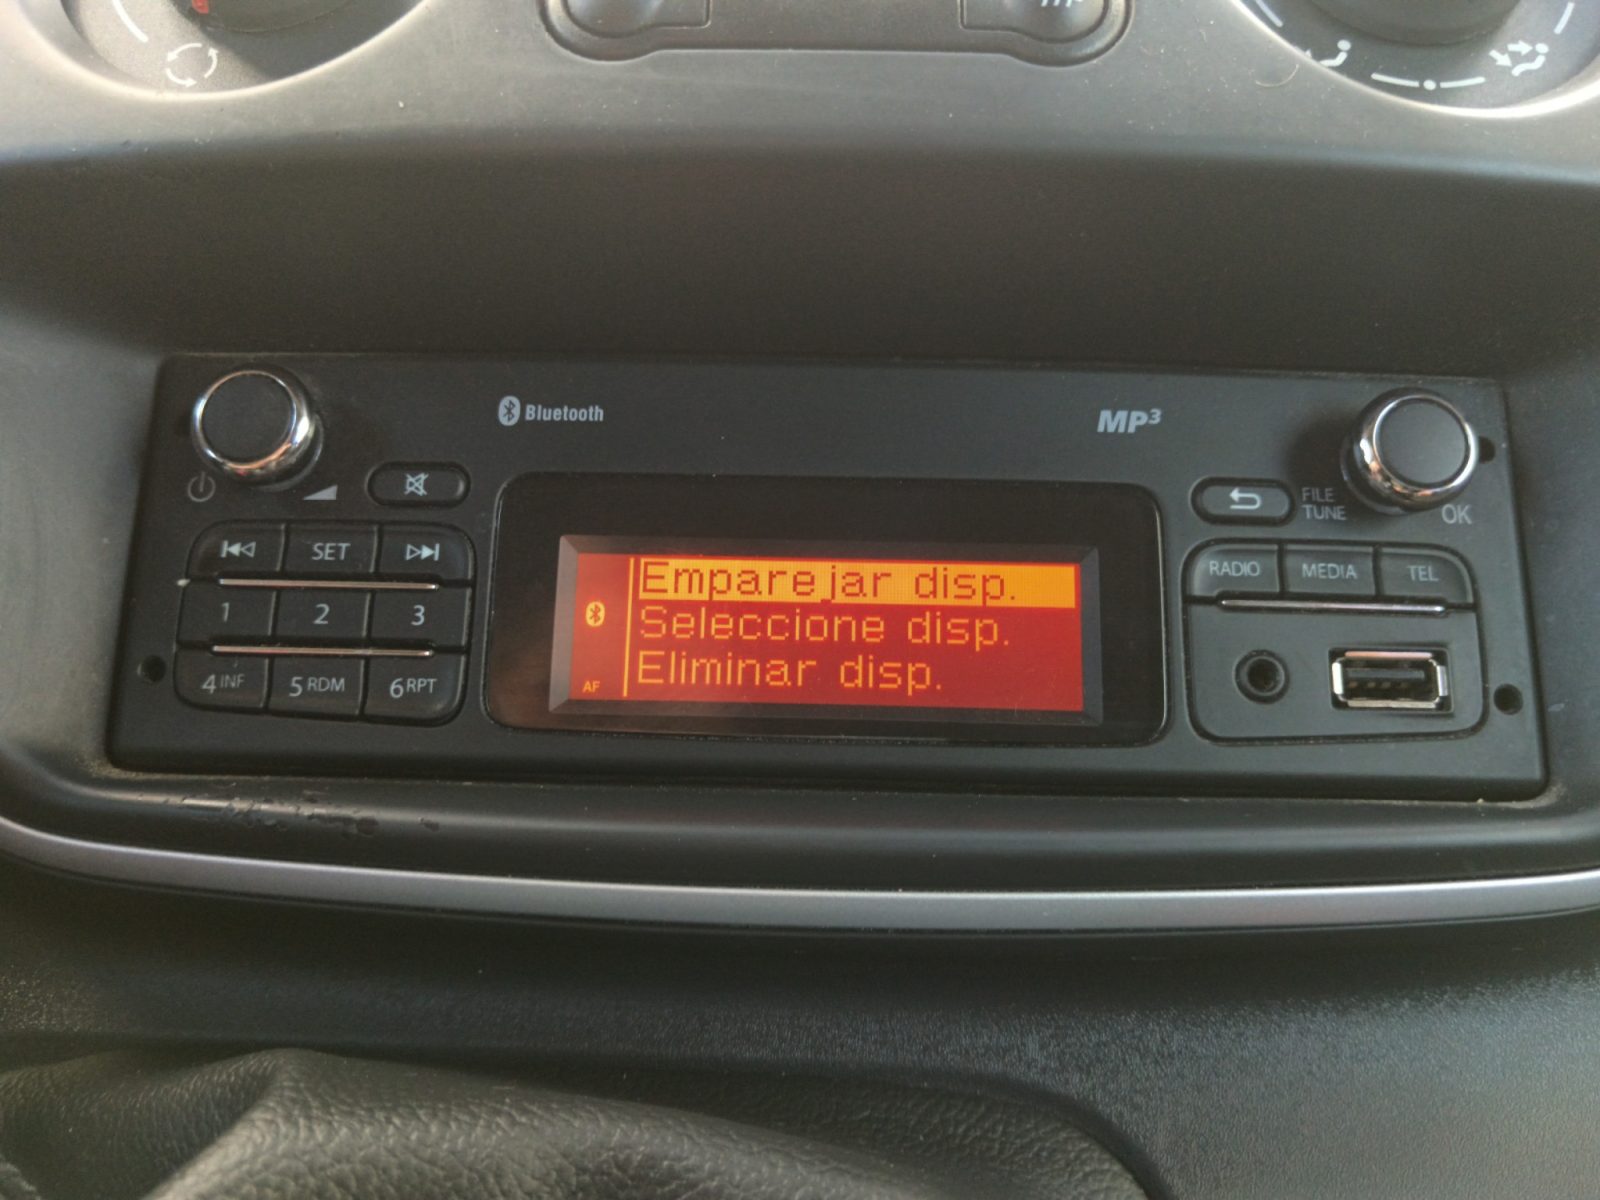 Bluetooth
MP3
FILE
TUNE
OK
SET
RADIO
MEDIA
TEL
1
2
3
4 INF
5 RDM
6 RPT
Emparejar disp.
Seleccione disp.
Eliminar disp.
AF